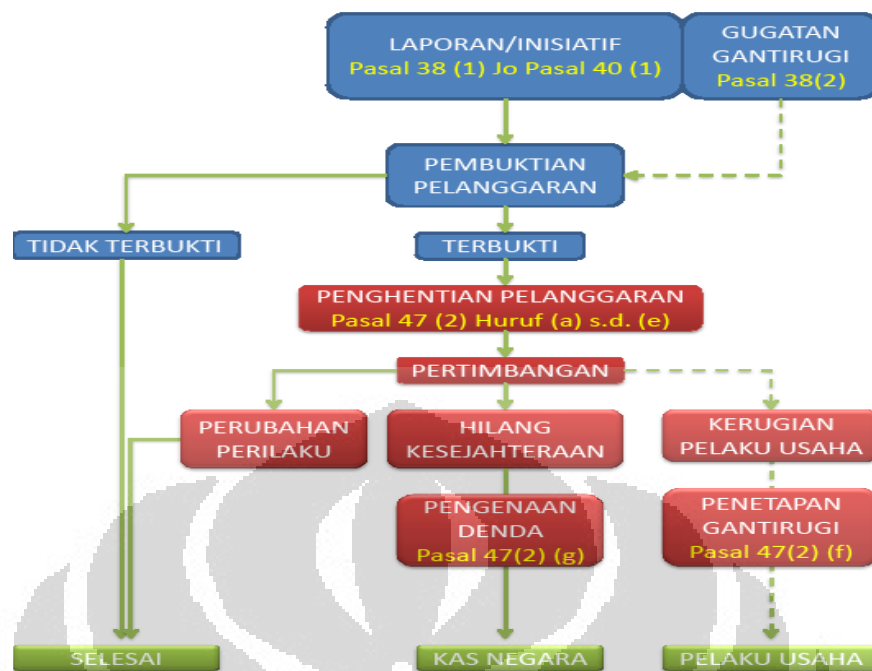 LAPORAN/INISIATIF
Pasal 38 (1) Jo Pasal 40 (1)
GUGATAN
GANTIRUGI
Pasal 38(2)
PEMBUKTIAN
PELANGGARAN
TIDAK TERBUKTI
TERBUKTI
PENGHENTIAN PELANGGARAN
Pasal 47 (2) Huruf (a) s.d. (e)
PERTIMBANGAN
PERUBAHAN
PERILAKU
HILANG
KESEJAHTERAAN
KERUGIAN
PELAKU USAHA
PENGENAAN
DENDA
Pasal 47(2) (g)
PENETAPAN
GANTIRUGI
Pasal 47(2) (f)
SELESAI
KAS NEGARA
PELAKU USAHA